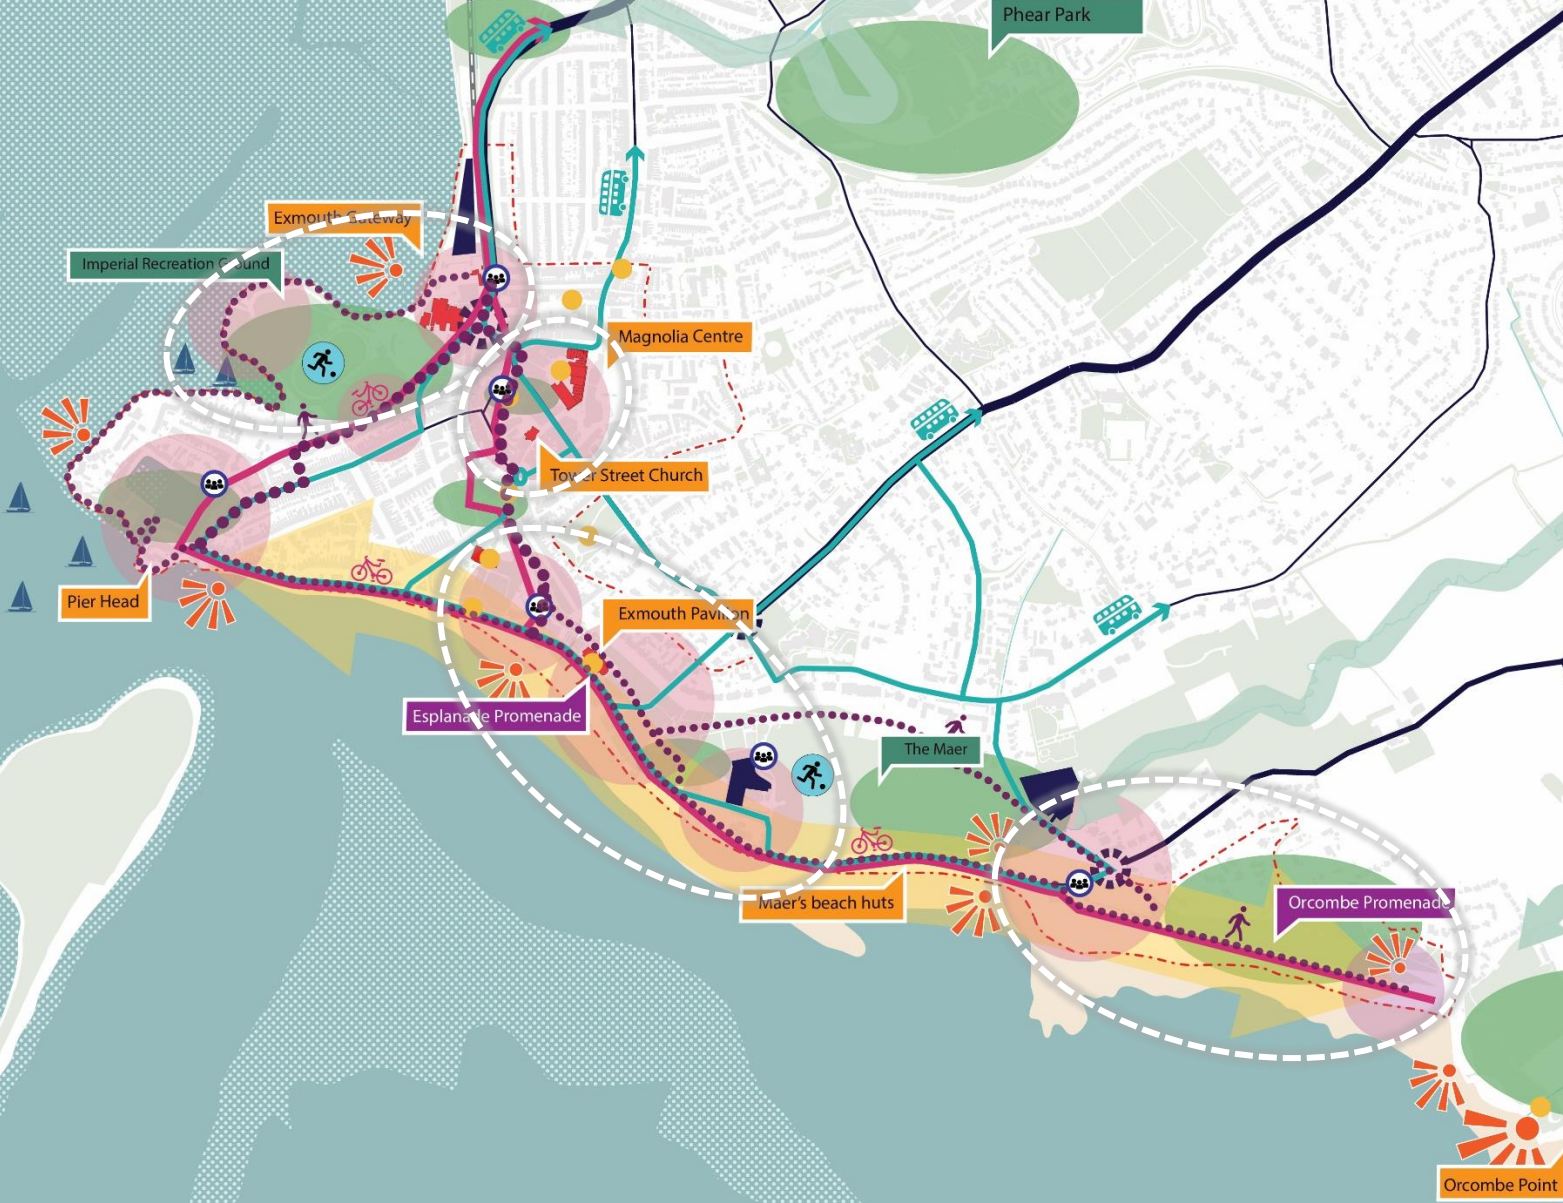 Phear Park
Exmouth Gateway
Imperial Recreation Ground
Magnolia Centre
Tower Street Church
Pier Head
Exmouth Pavilion
Esplanade Promenade
The Maer
Maer's beach huts
Orcombe Promenade
Orcombe Point